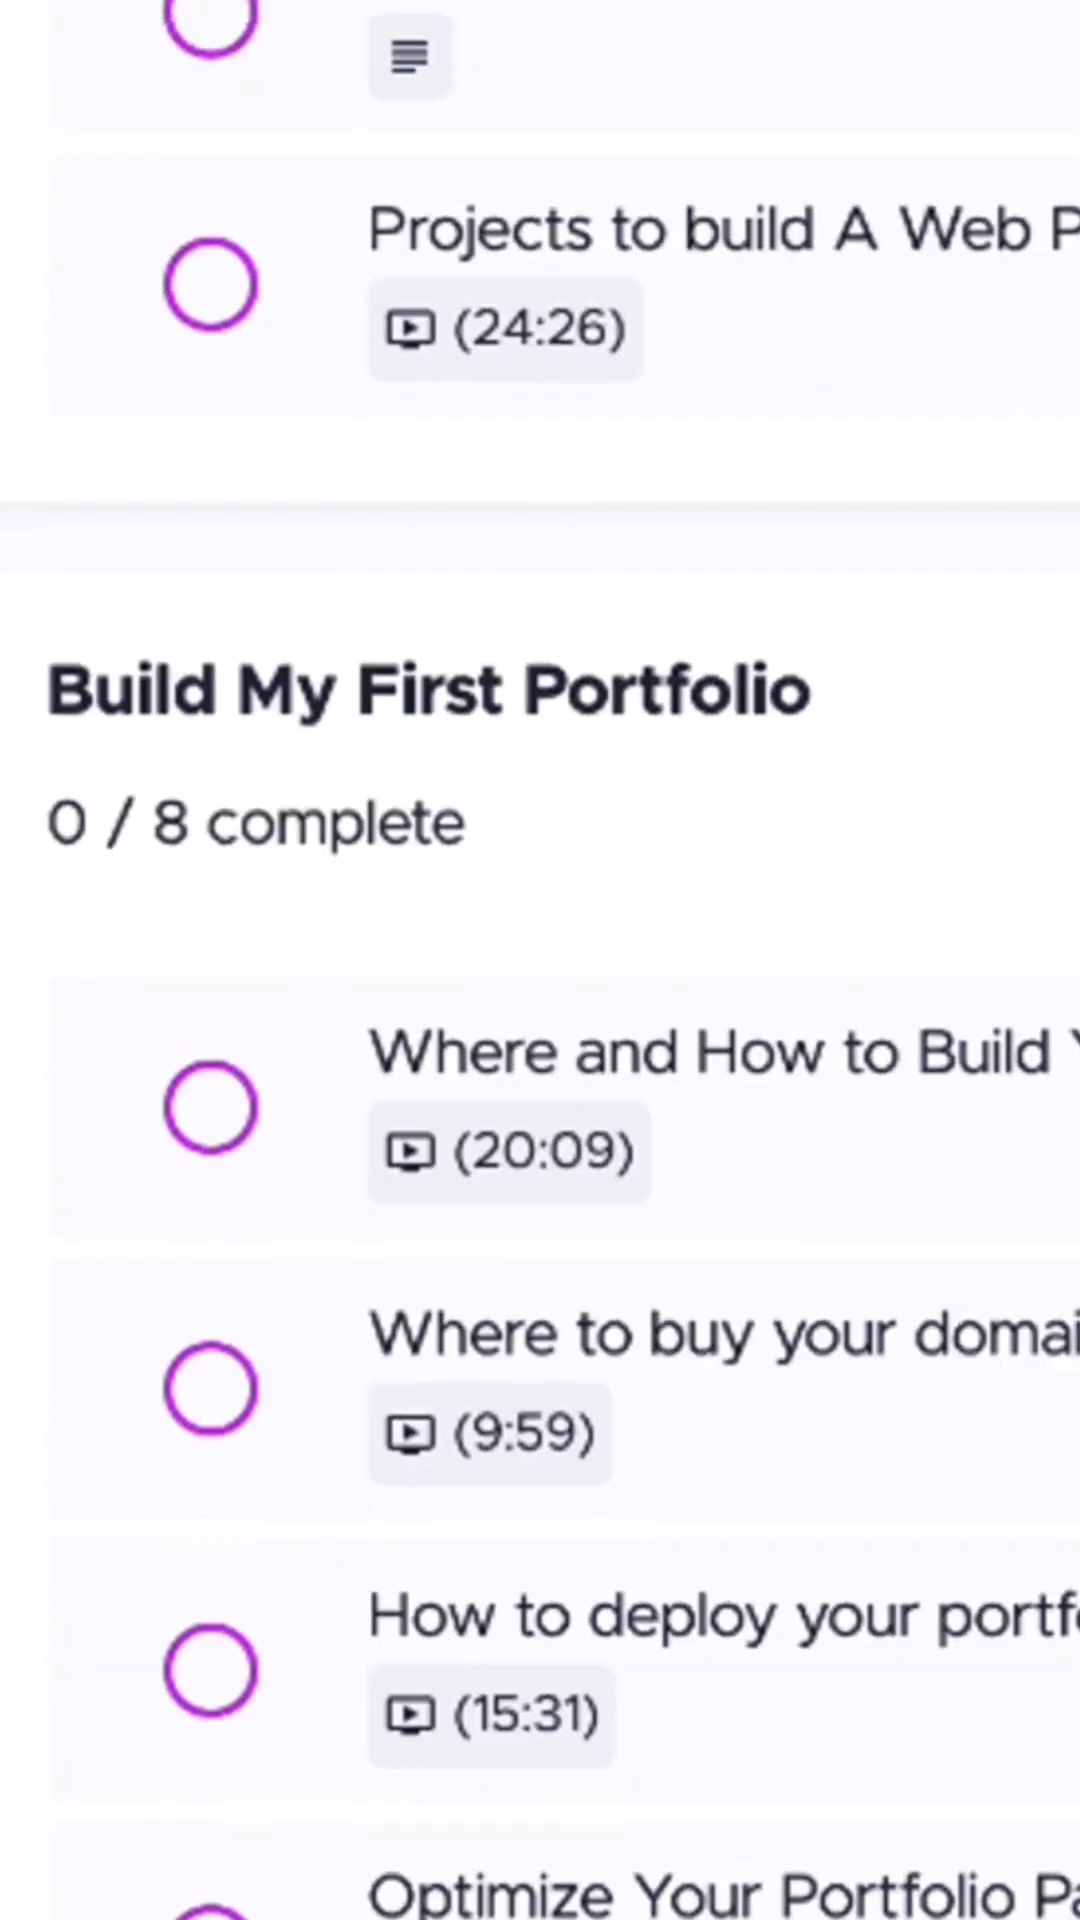 Projects to build A Web P
(24:26)
Build My First Portfolio
0 / 8 complete
Where and How to Build
(20:09)
Where to buy your domai
(9:59)
How to deploy your portf
(15:31)
Optimize Your Portfolio Pa